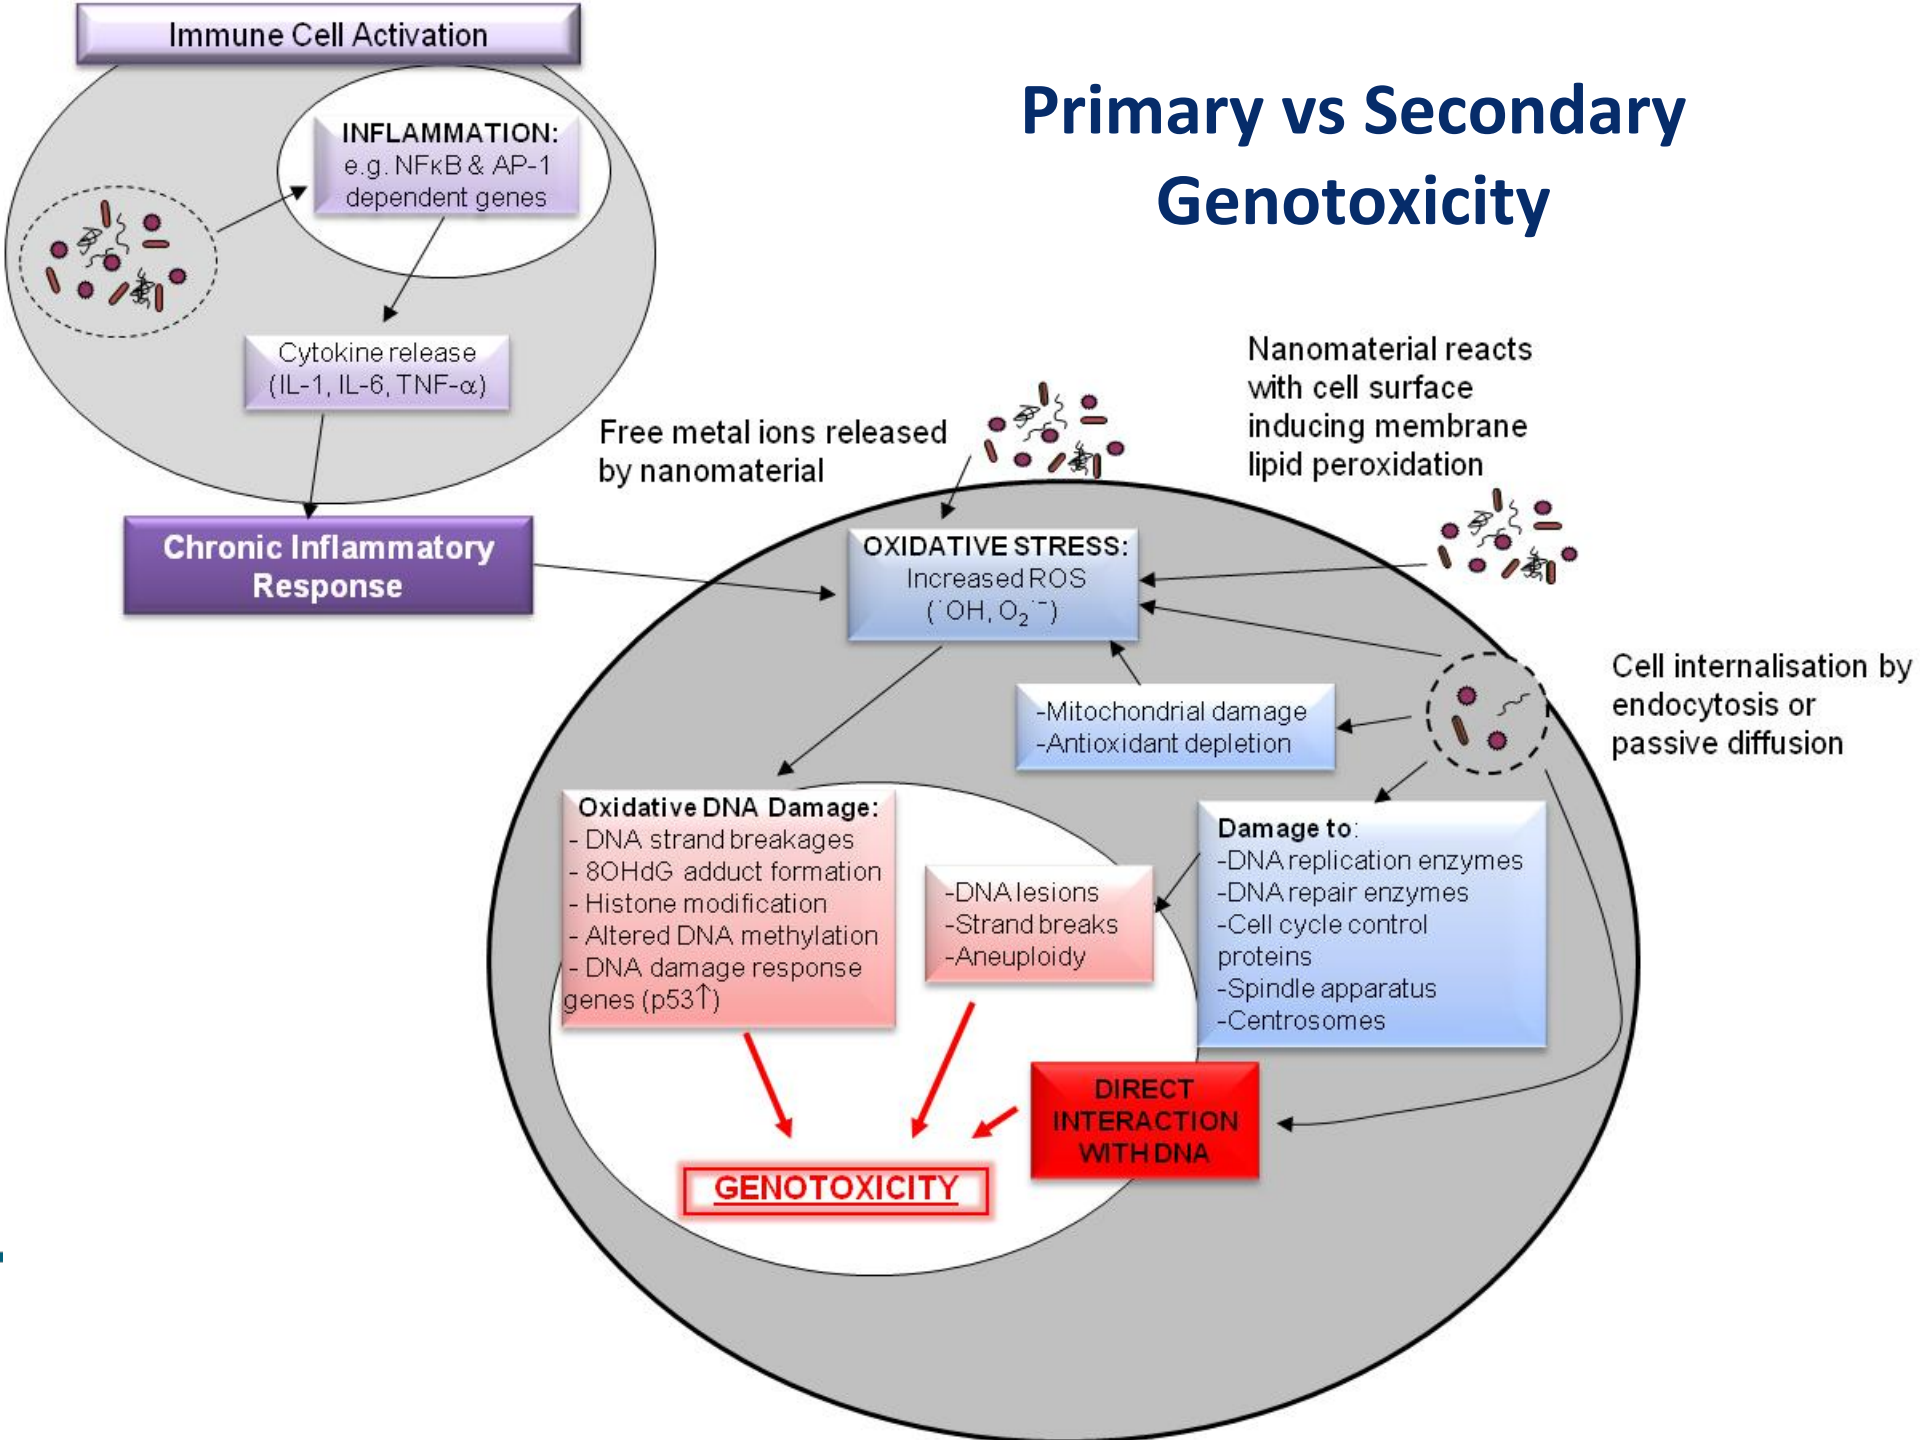 Immune Cell Activation
Primary vs Secondary
Genotoxicity
INFLAMMATION:
e.g. NFκB & AP-1
dependent genes
Cytokine release
(IL-1, IL-6, TNF-α)
Chronic Inflammatory
Response
Free metal ions released
by nanomaterial
Nanomaterial reacts
with cell surface
inducing membrane
lipid peroxidation
OXIDATIVE STRESS:
Increased ROS
(˙OH, O₂˙⁻)
-Mitochondrial damage
-Antioxidant depletion
Cell internalisation by
endocytosis or
passive diffusion
Oxidative DNA Damage:
- DNA strand breakages
- 8OHdG adduct formation
- Histone modification
- Altered DNA methylation
- DNA damage response
genes (p53↑)
-DNA lesions
-Strand breaks
-Aneuploidy
Damage to:
-DNA replication enzymes
-DNA repair enzymes
-Cell cycle control
proteins
-Spindle apparatus
-Centrosomes
DIRECT
INTERACTION
WITH DNA
GENOTOXICITY